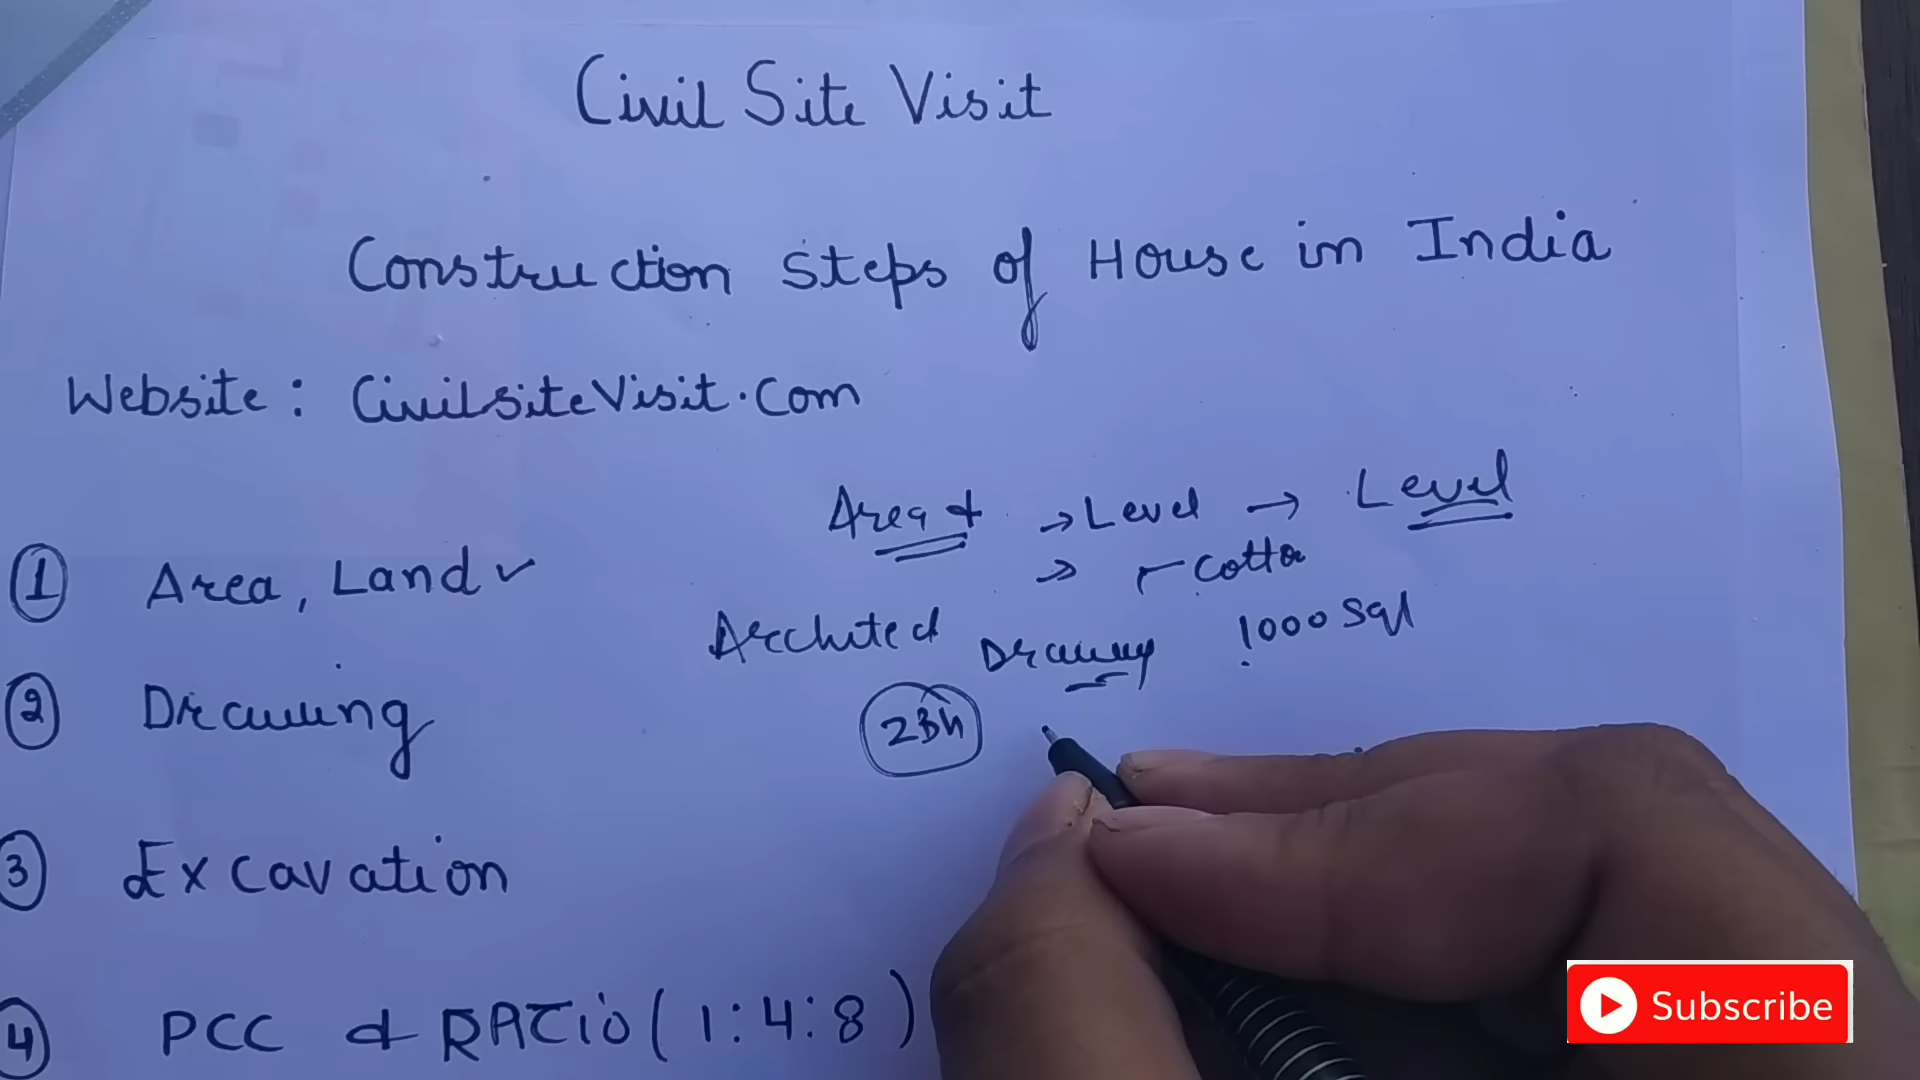 Civil Site Visit
Construction steps of House in India
Website : CivilsiteVisit.Com
Area & → Level → Level
① Area, Land ✓
→ Cotta
Architect Drawing 1000 Sqf
② Drawing
2Bh
③ Excavation
④ PCC & RATio ( 1:4:8 )
Subscribe